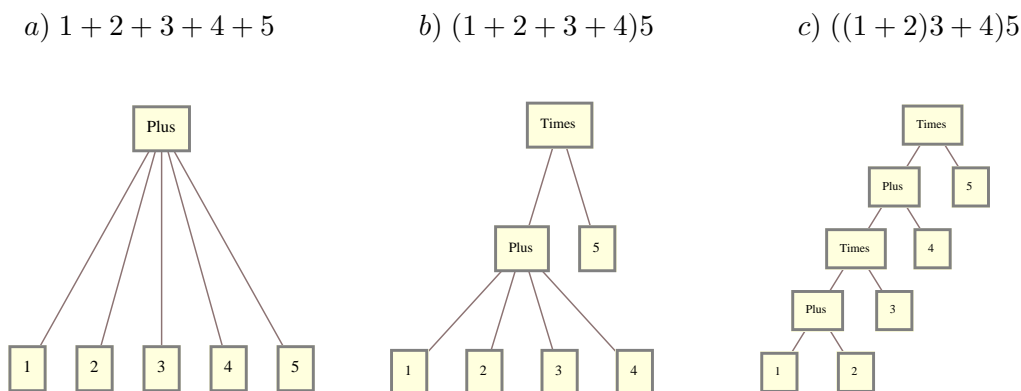 a) 1 + 2 + 3 + 4 + 5
b) (1 + 2 + 3 + 4)5
c) ((1 + 2)3 + 4)5
Plus
1 2 3 4 5
Times
Plus 5
1 2 3 4
Times
Plus 5
Times 4
Plus 3
1 2